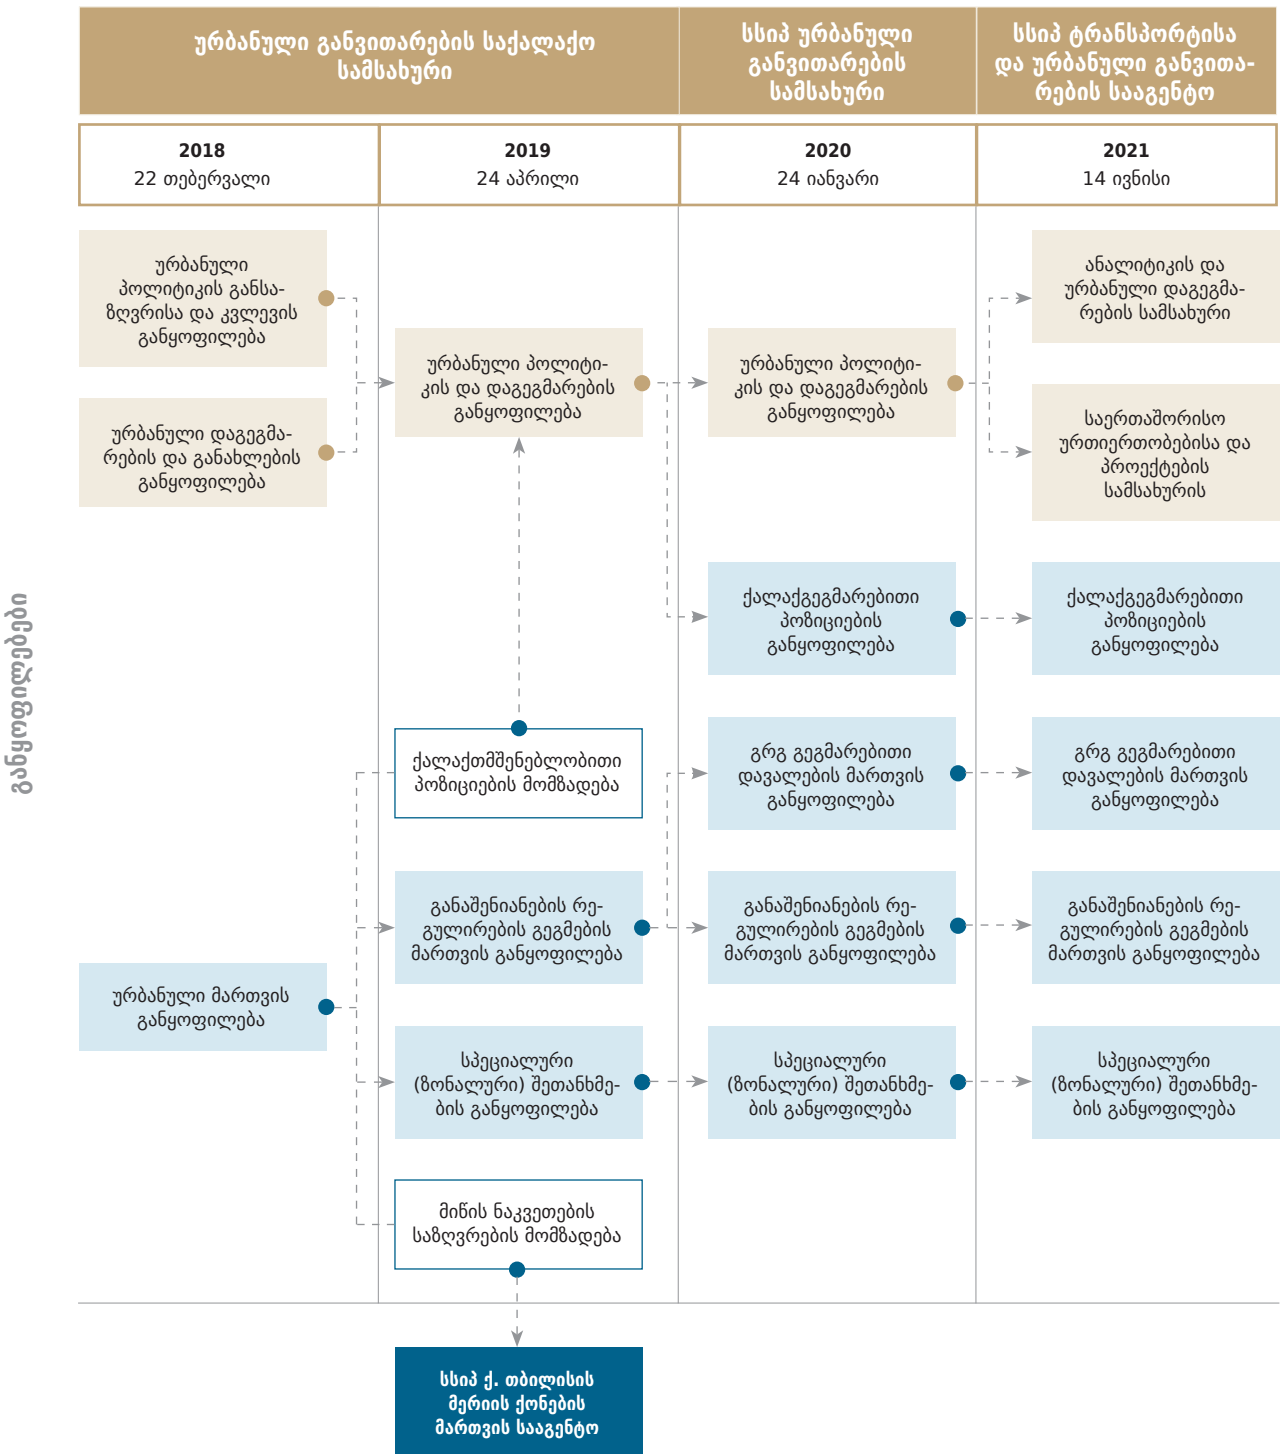 ურბანული განვითარების საქალაქო
სამსახური
სსიპ ურბანული
განვითარების
სამსახური
სსიპ ტრანსპორტისა
და ურბანული განვითა-
რების სააგენტო
2018
22 თებერვალი
2019
24 აპრილი
2020
24 იანვარი
2021
14 ივნისი
განყოფილებები
ურბანული
პოლიტიკის განსა-
ზღვრისა და კვლევის
განყოფილება
ურბანული დაგეგმა-
რების და განახლების
განყოფილება
ურბანული მართვის
განყოფილება
ურბანული პოლიტი-
კის და დაგეგმარების
განყოფილება
ქალაქთმშენებლობითი
პოზიციების მომზადება
განაშენიანების რე-
გულირების გეგმების
მართვის განყოფილება
სპეციალური
(ზონალური) შეთანხმე-
ბის განყოფილება
მიწის ნაკვეთების
საზღვრების მომზადება
სსიპ ქ. თბილისის
მერიის ქონების
მართვის სააგენტო
ურბანული პოლიტი-
კის და დაგეგმარების
განყოფილება
ქალაქგეგმარებითი
პოზიციების
განყოფილება
გრგ გეგმარებითი
დავალების მართვის
განყოფილება
განაშენიანების რე-
გულირების გეგმების
მართვის განყოფილება
სპეციალური
(ზონალური) შეთანხმე-
ბის განყოფილება
ანალიტიკის და
ურბანული დაგეგმა-
რების სამსახური
საერთაშორისო
ურთიერთობებისა და
პროექტების
სამსახურის
ქალაქგეგმარებითი
პოზიციების
განყოფილება
გრგ გეგმარებითი
დავალების მართვის
განყოფილება
განაშენიანების რე-
გულირების გეგმების
მართვის განყოფილება
სპეციალური
(ზონალური) შეთანხმე-
ბის განყოფილება